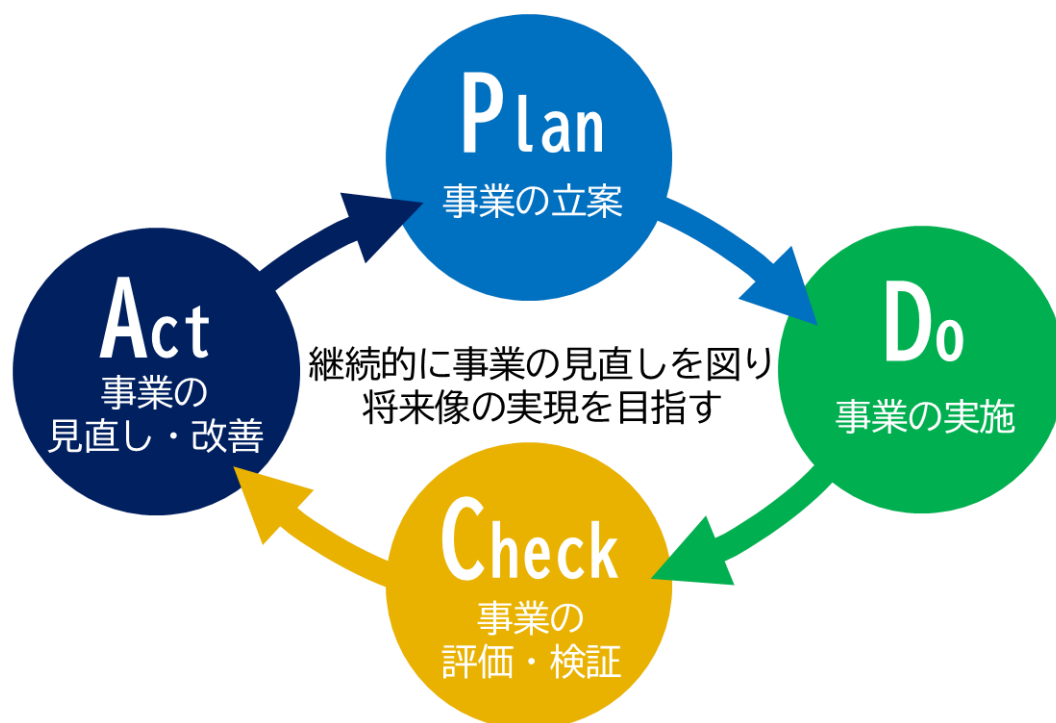 Plan
事業の立案
Do
事業の実施
Check
事業の
評価・検証
Act
事業の
見直し・改善
継続的に事業の見直しを図り
将来像の実現を目指す